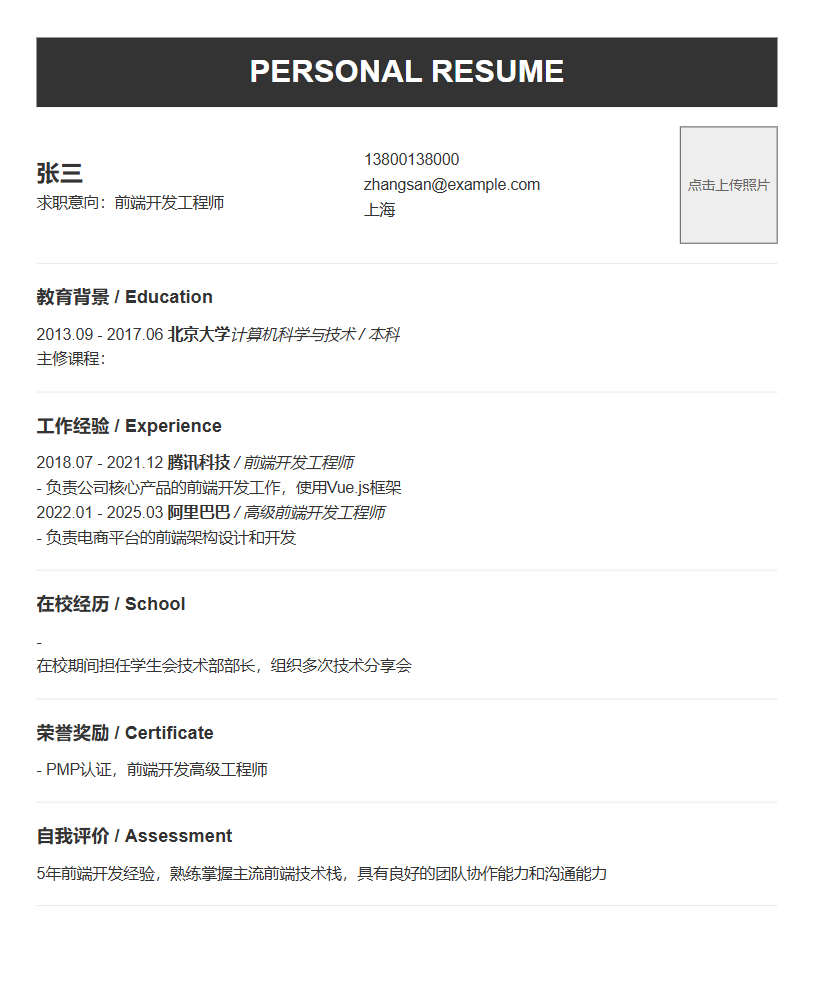 PERSONAL RESUME
张三
求职意向：前端开发工程师
13800138000
zhangsan@example.com
上海
点击上传照片
教育背景 / Education
2013.09 - 2017.06 北京大学计算机科学与技术 / 本科
主修课程：
工作经验 / Experience
2018.07 - 2021.12 腾讯科技 / 前端开发工程师
- 负责公司核心产品的前端开发工作，使用Vue.js框架
2022.01 - 2025.03 阿里巴巴 / 高级前端开发工程师
- 负责电商平台的前端架构设计和开发
在校经历 / School
-
在校期间担任学生会技术部部长，组织多次技术分享会
荣誉奖励 / Certificate
- PMP认证，前端开发高级工程师
自我评价 / Assessment
5年前端开发经验，熟练掌握主流前端技术栈，具有良好的团队协作能力和沟通能力